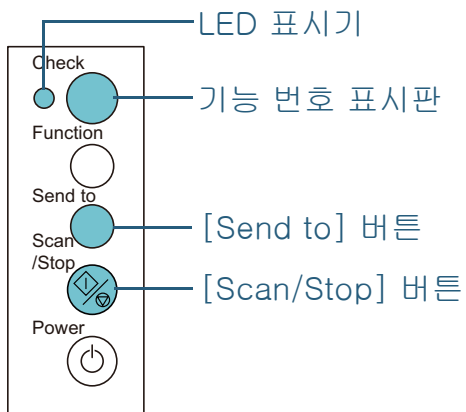 LED 표시기
Check
기능 번호 표시판
Function
Send to
[Send to] 버튼
Scan
/Stop
[Scan/Stop] 버튼
Power